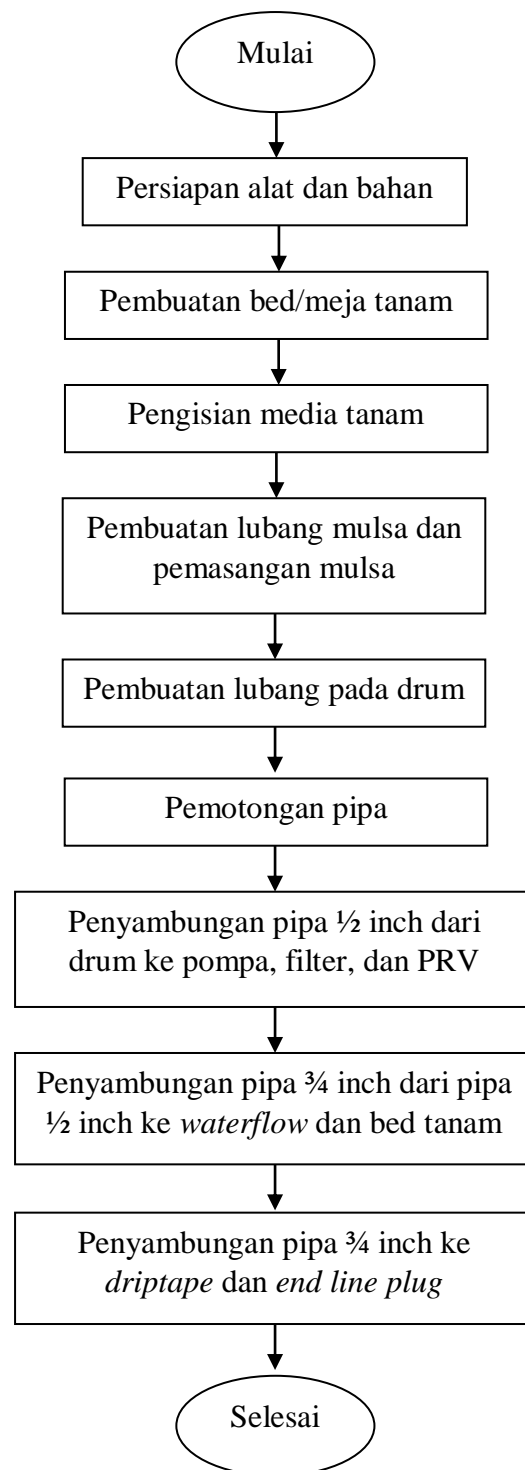 Mulai
Persiapan alat dan bahan
Pembuatan bed/meja tanam
Pengisian media tanam
Pembuatan lubang mulsa dan
pemasangan mulsa
Pembuatan lubang pada drum
Pemotongan pipa
Penyambungan pipa ½ inch dari
drum ke pompa, filter, dan PRV
Penyambungan pipa ¾ inch dari pipa
½ inch ke waterflow dan bed tanam
Penyambungan pipa ¾ inch ke
driptape dan end line plug
Selesai